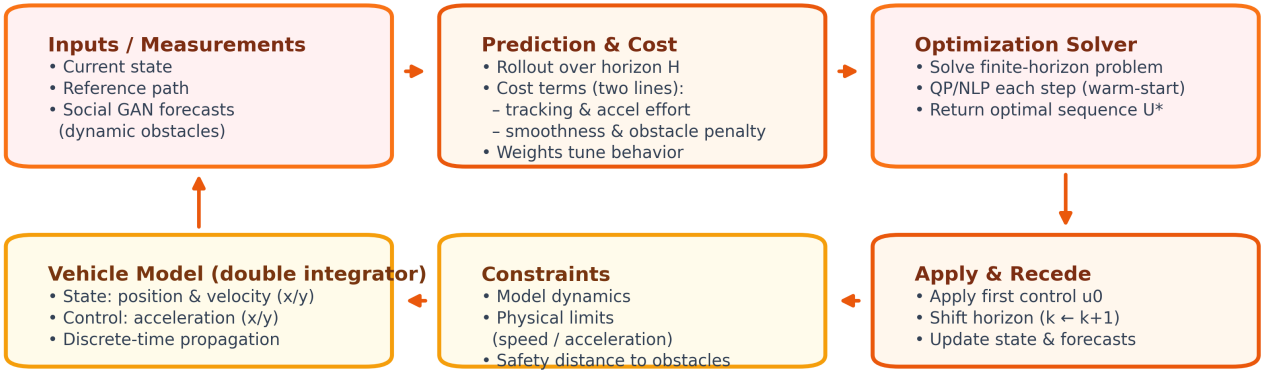 Inputs / Measurements
• Current state
• Reference path
• Social GAN forecasts
(dynamic obstacles)
Prediction & Cost
• Rollout over horizon H
• Cost terms (two lines):
– tracking & accel effort
– smoothness & obstacle penalty
• Weights tune behavior
Optimization Solver
• Solve finite-horizon problem
• QP/NLP each step (warm-start)
• Return optimal sequence U*
Vehicle Model (double integrator)
• State: position & velocity (x/y)
• Control: acceleration (x/y)
• Discrete-time propagation
Constraints
• Model dynamics
• Physical limits
(speed / acceleration)
• Safety distance to obstacles
Apply & Recede
• Apply first control u0
• Shift horizon (k ← k+1)
• Update state & forecasts